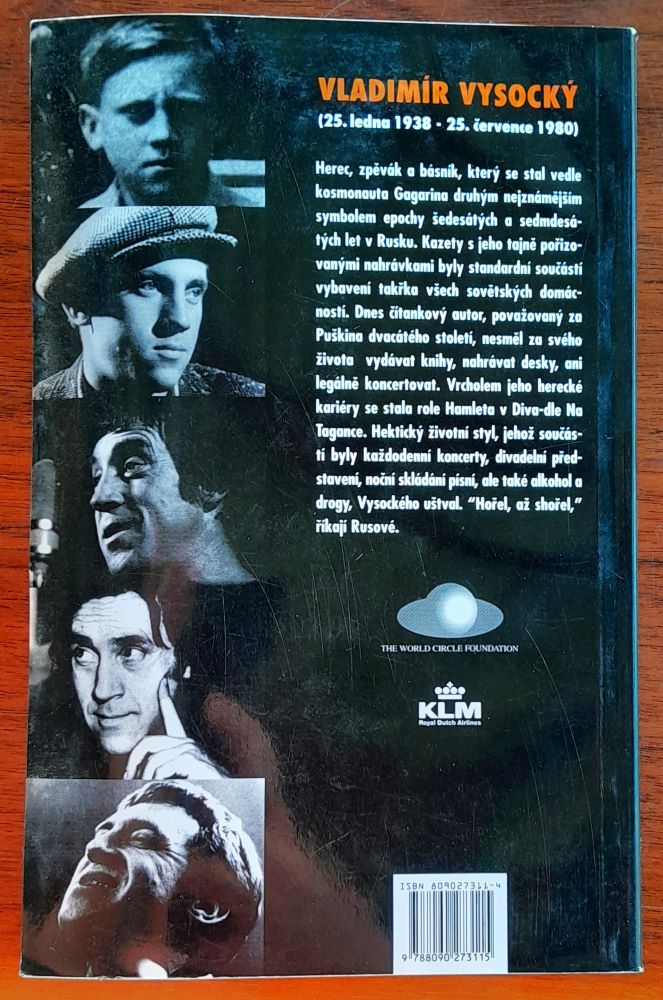 VLADIMÍR VYSOCKÝ
(25. ledna 1938 - 25. července 1980)
Herec, zpěvák a básník, který se stal vedle
kosmonauta Gagarina druhým nejznámějším
symbolem epochy šedesátých a sedmdesá-
tých let v Rusku. Kazety s jeho tajně pořizo-
vanými nahrávkami byly standardní součástí
vybavení takřka všech sovětských domác-
ností. Dnes čítankový autor, považovaný za
Puškina dvacátého století, nesměl za svého
života vydávat knihy, nahrávat desky, ani
legálně koncertovat. Vrcholem jeho herecké
kariéry se stala role Hamleta v Diva-dle Na
Tagance. Hektický životní styl, jehož součás-
tí byly každodenní koncerty, divadelní před-
stavení, noční skládání písní, ale také alkohol a
drogy, Vysockého uštval. "Hořel, až shořel,"
říkají Rusové.
THE WORLD CIRCLE FOUNDATION
KLM
Royal Dutch Airlines
ISBN 809027311-4
9 788090 273115